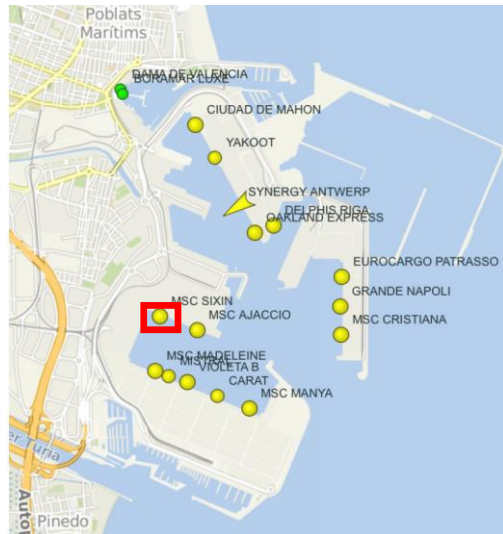 Poblats
Marítims
DAMA DE VALENCIA
BORAMAR LUXE
CIUDAD DE MAHON
YAKOOT
SYNERGY ANTWERP
DELPHIS RIGA
OAKLAND EXPRESS
EUROCARGO PATRASSO
GRANDE NAPOLI
MSC CRISTIANA
MSC SIXIN
MSC AJACCIO
MSC MADELEINE
MISTRAL
VIOLETA B
CARAT
MSC MANYA
Turia
Pinedo